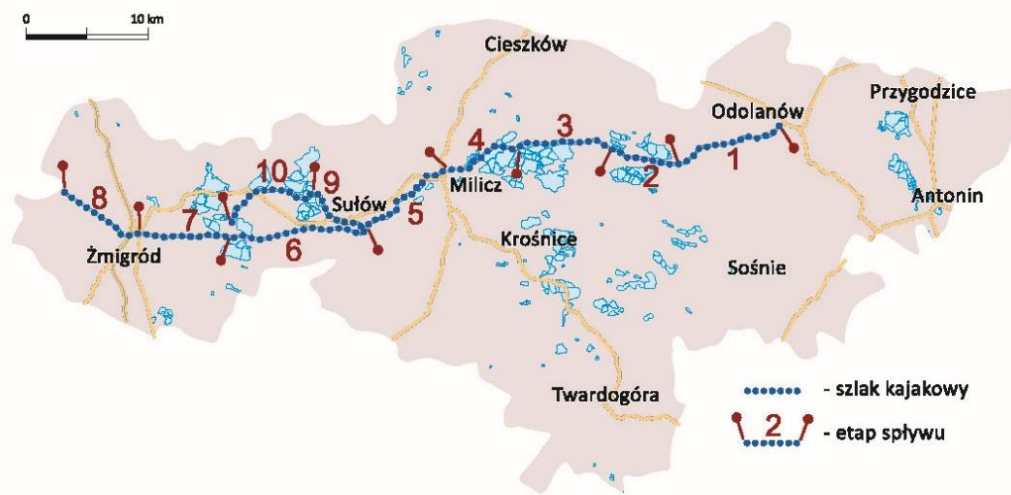 0 10 km
Cieszków
Przygodzice
Odolanów
3
4
1
2
Milicz
10
9
Sułów
5
8
7
6
Żmigród
Antonin
Krośnice
Sośnie
Twardogóra
- szlak kajakowy
2
- etap spływu